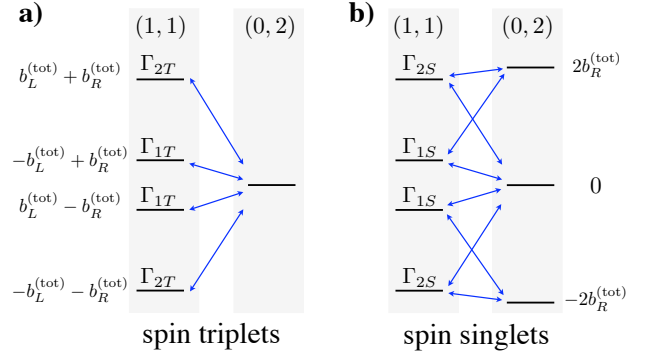 a)
(1, 1)
(0, 2)
b_L^{(tot)} + b_R^{(tot)}
Γ_{2T}
-b_L^{(tot)} + b_R^{(tot)}
Γ_{1T}
b_L^{(tot)} - b_R^{(tot)}
Γ_{1T}
-b_L^{(tot)} - b_R^{(tot)}
Γ_{2T}
spin triplets
b)
(1, 1)
(0, 2)
Γ_{2S}
2b_R^{(tot)}
Γ_{1S}
Γ_{1S}
0
Γ_{2S}
-2b_R^{(tot)}
spin singlets